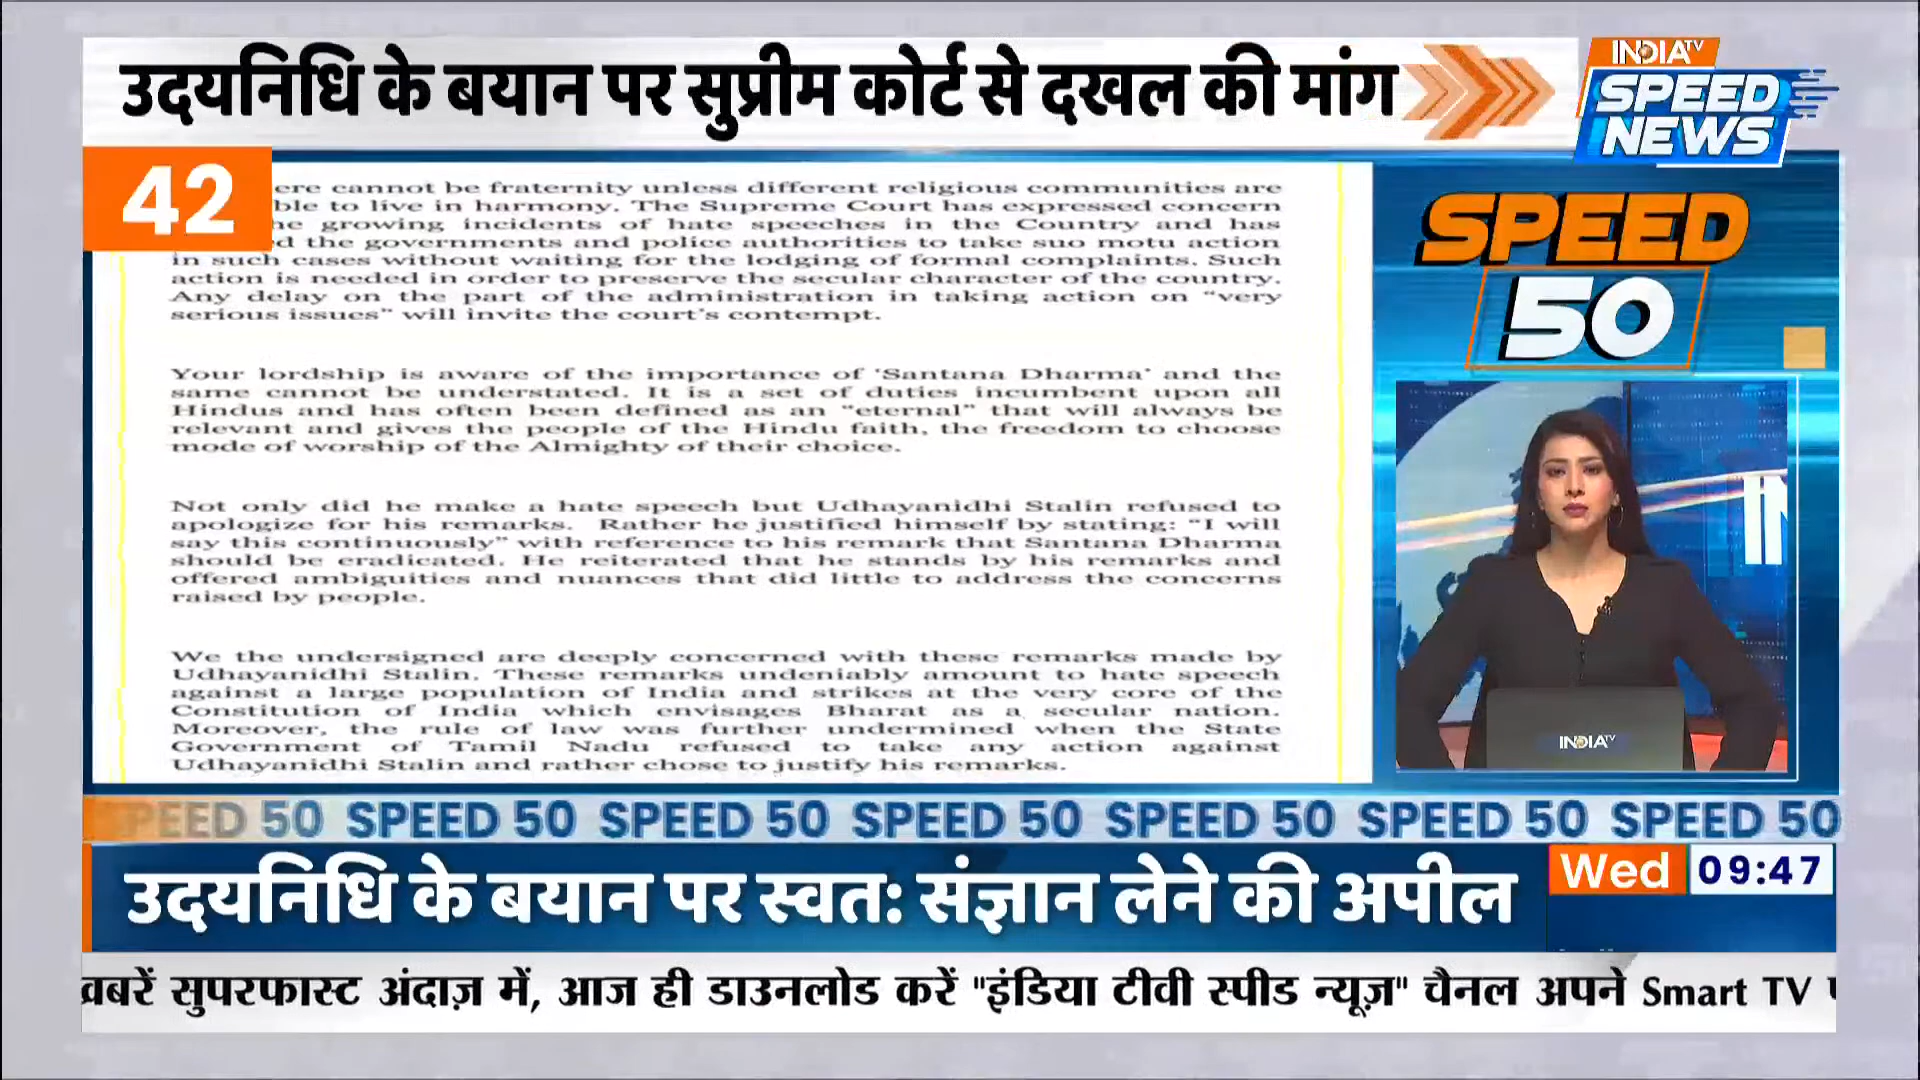 उदयनिधि के बयान पर सुप्रीम कोर्ट से दखल की मांग
INDIA TV
SPEED
NEWS
42
cannot be fraternity unless different religious communities are
to live in harmony. The Supreme Court has expressed concern
growing incidents of hate speeches in the Country and has
the governments and police authorities to take suo motu action
in such cases without waiting for the lodging of formal complaints. Such
action is needed in order to preserve the secular character of the country.
Any delay on the part of the administration in taking action on “very
serious issues” will invite the court’s contempt.
Your lordship is aware of the importance of ‘Santana Dharma’ and the
same cannot be understated. It is a set of duties incumbent upon all
Hindus and has often been defined as an “eternal” that will always be
relevant and gives the people of the Hindu faith, the freedom to choose
mode of worship of the Almighty of their choice.
Not only did he make a hate speech but Udhayanidhi Stalin refused to
apologize for his remarks. Rather he justified himself by stating: “I will
say this continuously” with reference to his remark that Santana Dharma
should be eradicated. He reiterated that he stands by his remarks and
offered ambiguities and nuances that did little to address the concerns
raised by people.
We the undersigned are deeply concerned with these remarks made by
Udhayanidhi Stalin. These remarks undeniably amount to hate speech
against a large population of India and strikes at the very core of the
Constitution of India which envisages Bharat as a secular nation.
Moreover, the rule of law was further undermined when the State
Government of Tamil Nadu refused to take any action against
Udhayanidhi Stalin and rather chose to justify his remarks.
SPEED
50
INDIA TV
PEED 50 SPEED 50 SPEED 50 SPEED 50 SPEED 50 SPEED 50 SPEED 50
उदयनिधि के बयान पर स्वत: संज्ञान लेने की अपील
Wed 09:47
सुपरफास्ट अंदाज़ में, आज ही डाउनलोड करें "इंडिया टीवी स्पीड न्यूज़" चैनल अपने Smart TV